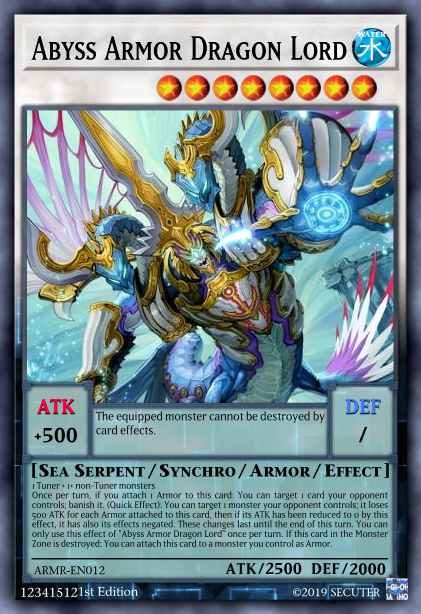 Abyss Armor Dragon Lord
WATER
水
ATK
+500
The equipped monster cannot be destroyed by
card effects.
DEF
/
[Sea Serpent / Synchro / Armor / Effect]
1 Tuner + 1+ non-Tuner monsters
Once per turn, if you attach 1 Armor to this card: You can target 1 card your opponent
controls; banish it. (Quick Effect): You can target 1 monster your opponent controls; it loses
500 ATK for each Armor attached to this card, then if its ATK has been reduced to 0 by this
effect, it has also its effects negated. These changes last until the end of this turn. You can
only use this effect of "Abyss Armor Dragon Lord" once per turn. If this card in the Monster
Zone is destroyed: You can attach this card to a monster you control as Armor.
ARMR-EN012
ATK/2500 DEF/2000
1234151211st Edition
©2019 SECUTER